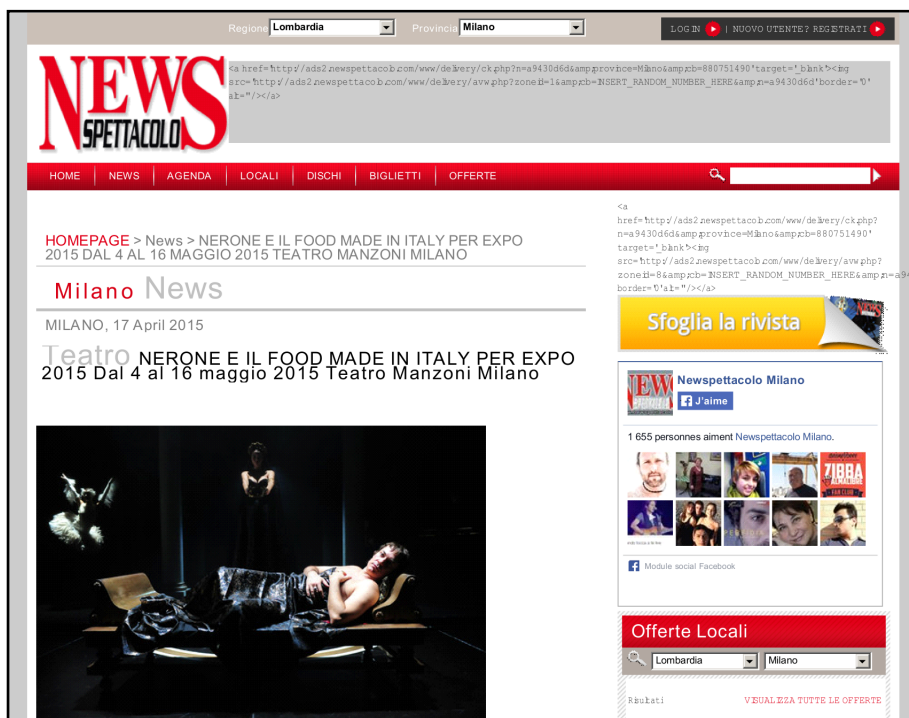 Regione Lombardia Provincia Milano LOG IN | NUOVO UTENTE? REGISTRATI
NEWS
SPETTACOLO
<a href='http://ads2.newspettacolo.com/www/delivery/ck.php?n=a9430d6d&amp;province=Milano&amp;cb=880751490' target='_blank'><img
src='http://ads2.newspettacolo.com/www/delivery/avw.php?zoneid=1&amp;cb=INSERT_RANDOM_NUMBER_HERE&amp;n=a9430d6d' border='0'
alt='' /></a>
HOME NEWS AGENDA LOCALI DISCHI BIGLIETTI OFFERTE
HOMEPAGE > News > NERONE E IL FOOD MADE IN ITALY PER EXPO
2015 DAL 4 AL 16 MAGGIO 2015 TEATRO MANZONI MILANO
Milano News
MILANO, 17 April 2015
Teatro NERONE E IL FOOD MADE IN ITALY PER EXPO
2015 Dal 4 al 16 maggio 2015 Teatro Manzoni Milano
<a
href='http://ads2.newspettacolo.com/www/delivery/ck.php?
n=a9430d6d&amp;province=Milano&amp;cb=880751490'
target='_blank'><img
src='http://ads2.newspettacolo.com/www/delivery/avw.php?
zoneid=8&amp;cb=INSERT_RANDOM_NUMBER_HERE&amp;n=a94
border='0' alt='' /></a>
Sfoglia la rivista
Newspettacolo Milano
J'aime
1 655 personnes aiment Newspettacolo Milano.
ZIBBA
ALMALIBRE
FAN CLUB
Module social Facebook
Offerte Locali
Lombardia Milano
Risultati VISUALIZZA TUTTE LE OFFERTE